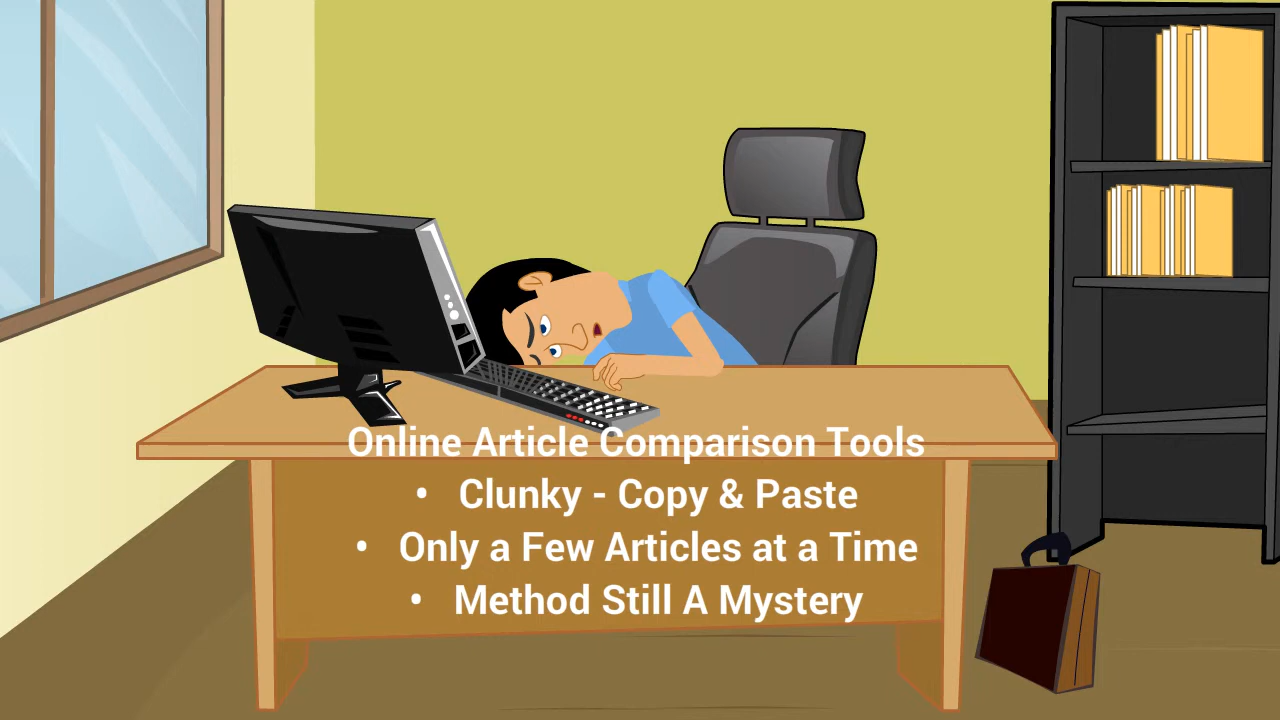 Online Article Comparison Tools
• Clunky - Copy & Paste
• Only a Few Articles at a Time
• Method Still A Mystery